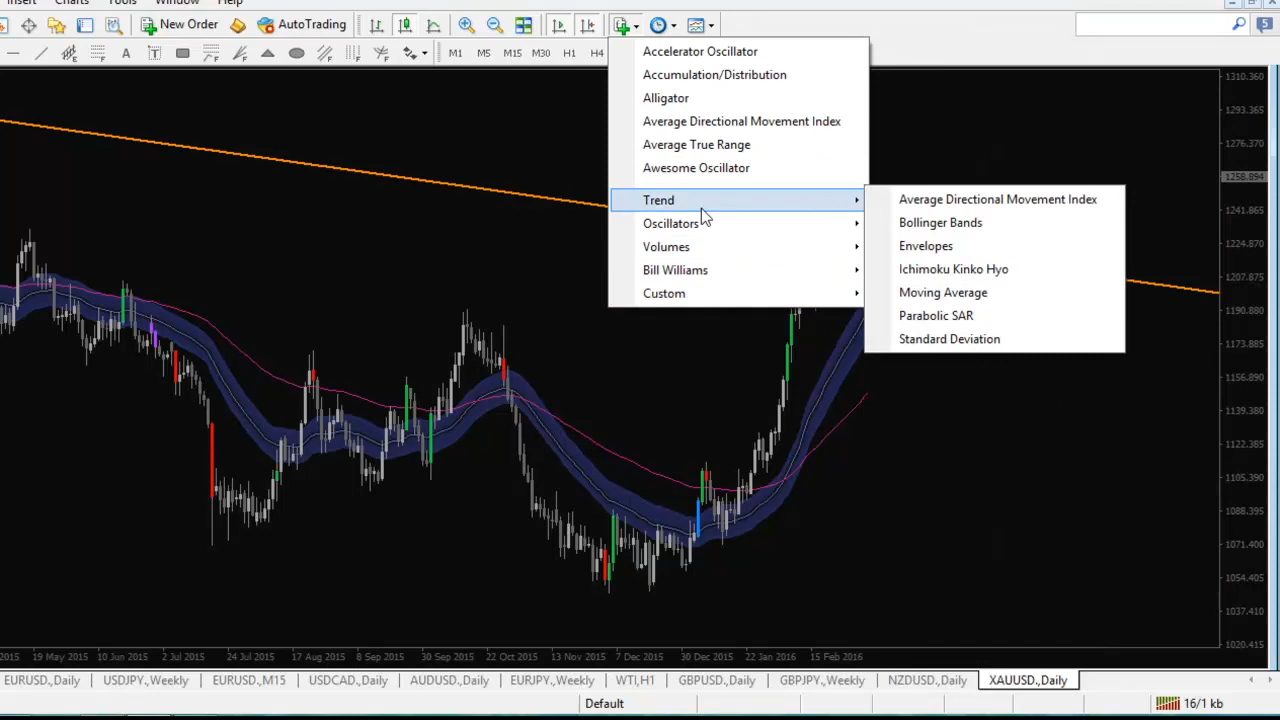 Insert Charts Tools Window Help
New Order AutoTrading
5
A T M1 M5 M15 M30 H1 H4
Accelerator Oscillator
Accumulation/Distribution
Alligator
Average Directional Movement Index
Average True Range
Awesome Oscillator
Trend
Oscillators
Volumes
Bill Williams
Custom
Average Directional Movement Index
Bollinger Bands
Envelopes
Ichimoku Kinko Hyo
Moving Average
Parabolic SAR
Standard Deviation
1310.360
1293.365
1276.370
1258.894
1241.865
1224.870
1207.875
1190.880
1173.885
1156.890
1139.380
1122.385
1105.390
1088.395
1071.400
1054.405
1037.410
1020.415
2015 19 May 2015 10 Jun 2015 2 Jul 2015 24 Jul 2015 17 Aug 2015 8 Sep 2015 30 Sep 2015 22 Oct 2015 13 Nov 2015 7 Dec 2015 30 Dec 2015 22 Jan 2016 15 Feb 2016
EURUSD.,Daily USDJPY.,Weekly EURUSD.,M15 USDCAD.,Daily AUDUSD.,Daily EURJPY.,Weekly WTI,H1 GBPUSD.,Daily GBPJPY.,Weekly NZDUSD.,Daily XAUUSD.,Daily
Default 16/1 kb